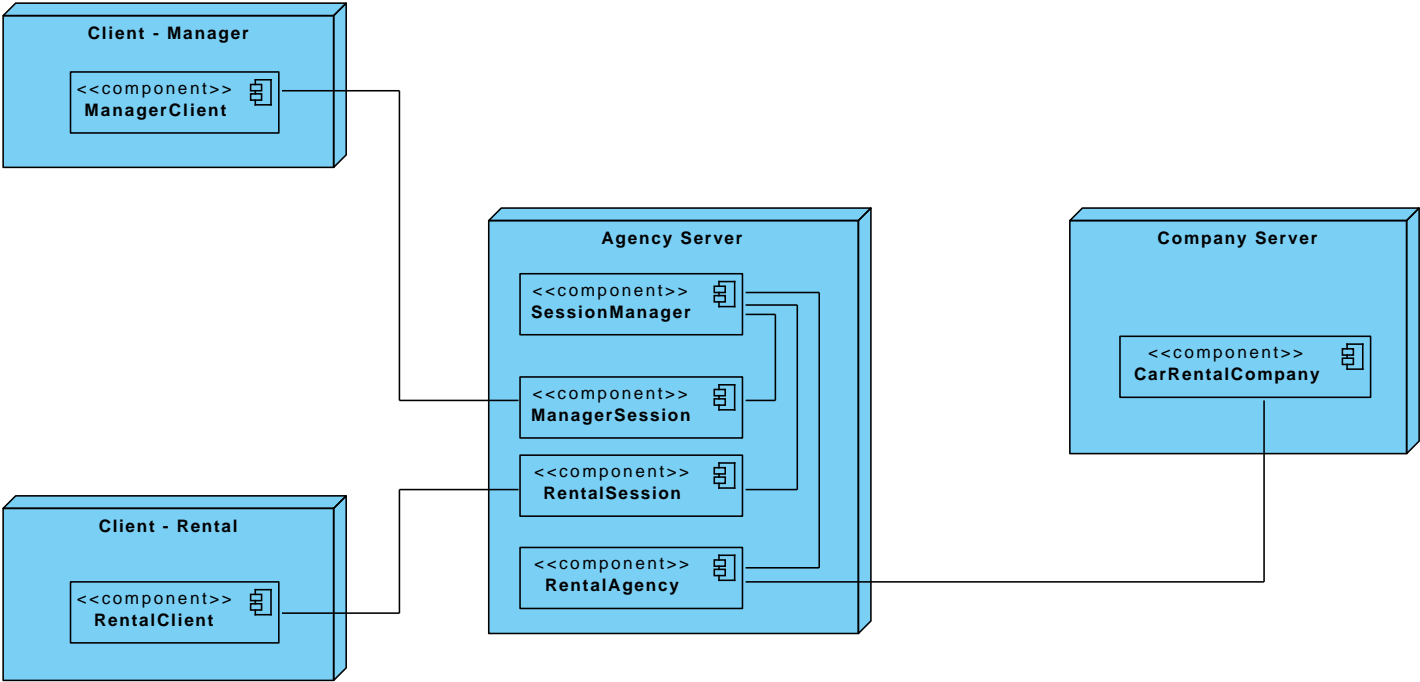 Client - Manager
<<component>>
ManagerClient
Agency Server
<<component>>
SessionManager
<<component>>
ManagerSession
<<component>>
RentalSession
<<component>>
RentalAgency
Company Server
<<component>>
CarRentalCompany
Client - Rental
<<component>>
RentalClient